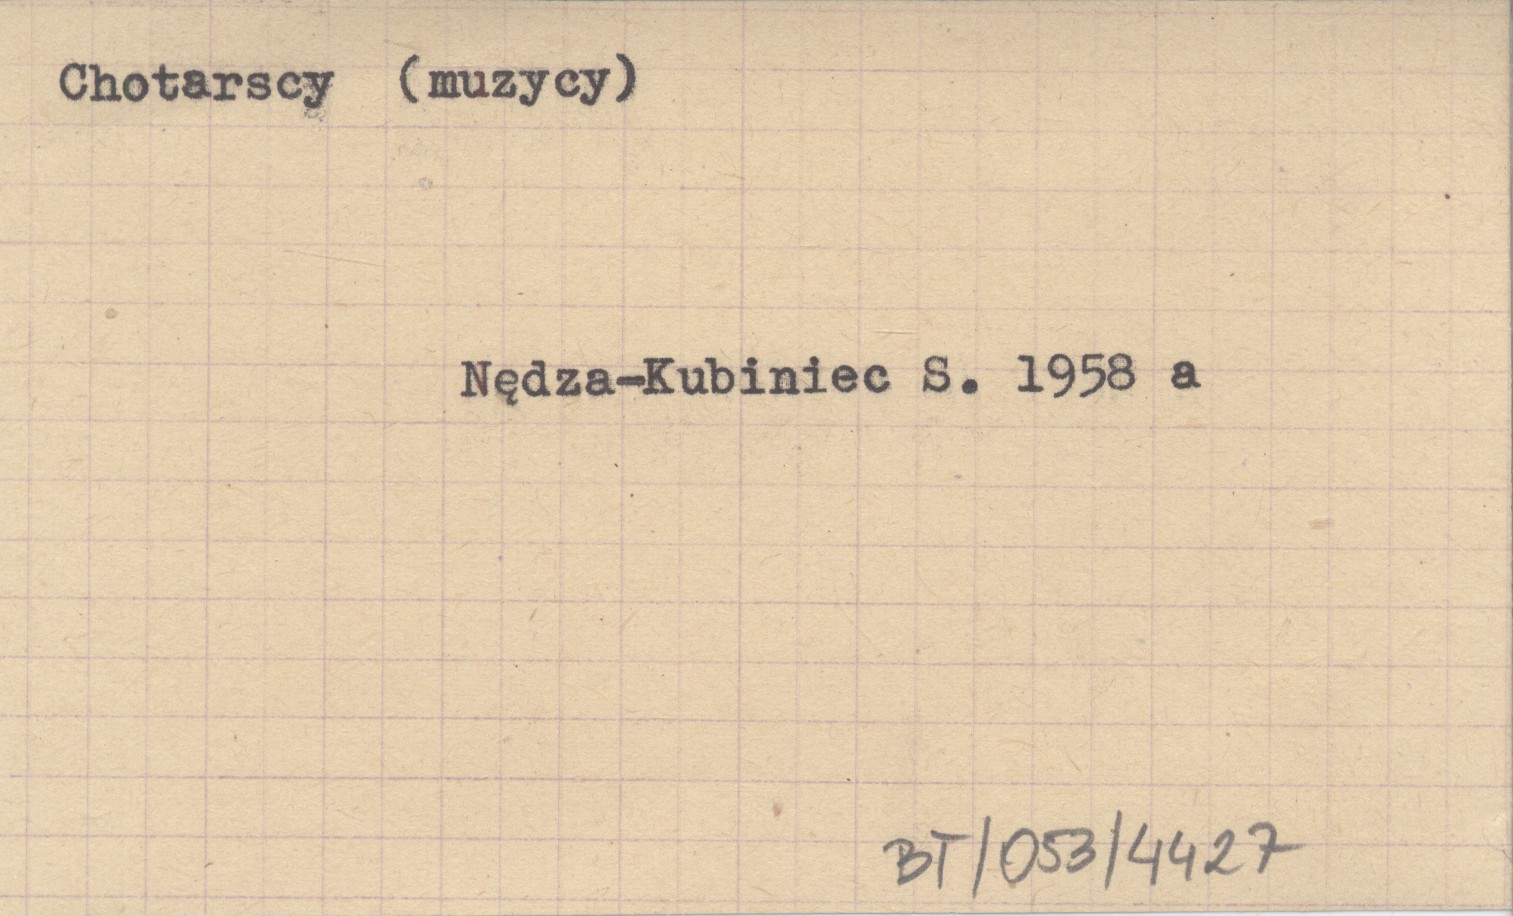 Chotarscy (muzycy)
Nędza-Kubiniec S. 1958 a
BT/053/4427